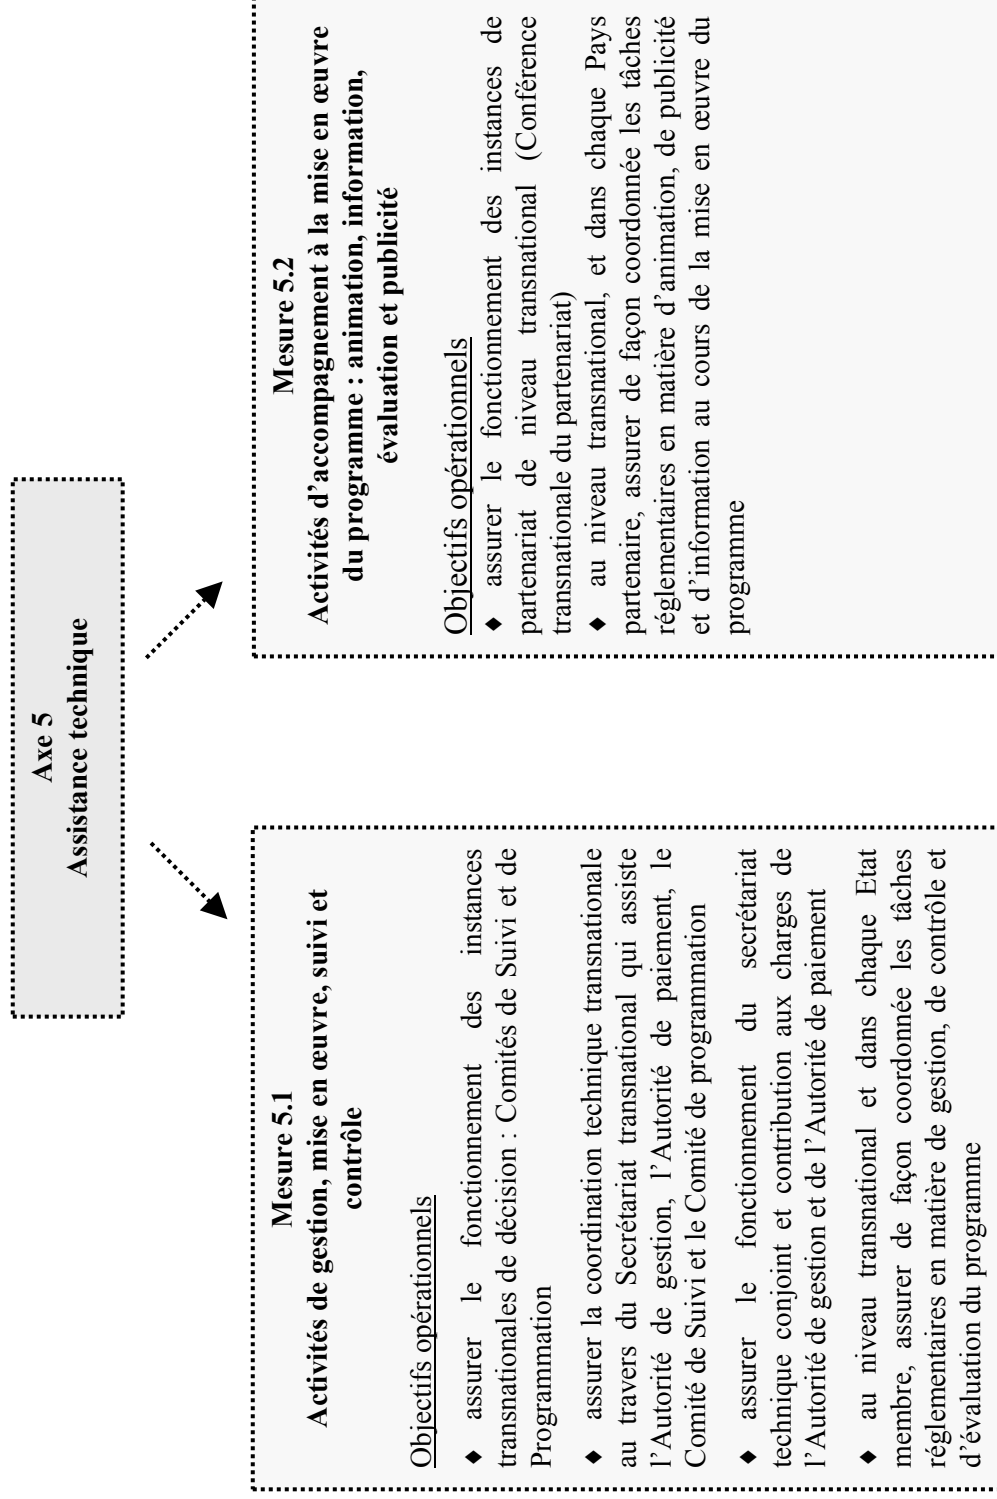 Axe 5
Assistance technique
Mesure 5.1
Activités de gestion, mise en œuvre, suivi et
contrôle
Objectifs opérationnels
♦ assurer le fonctionnement des instances
transnationales de décision : Comités de Suivi et de
Programmation
♦ assurer la coordination technique transnationale
au travers du Secrétariat transnational qui assiste
l'Autorité de gestion, l'Autorité de paiement, le
Comité de Suivi et le Comité de programmation
♦ assurer le fonctionnement du secrétariat
technique conjoint et contribution aux charges de
l'Autorité de gestion et de l'Autorité de paiement
♦ au niveau transnational et dans chaque Etat
membre, assurer de façon coordonnée les tâches
réglementaires en matière de gestion, de contrôle et
d'évaluation du programme
Mesure 5.2
Activités d'accompagnement à la mise en œuvre
du programme : animation, information,
évaluation et publicité
Objectifs opérationnels
♦ assurer le fonctionnement des instances de
partenariat de niveau transnational (Conférence
transnationale du partenariat)
♦ au niveau transnational, et dans chaque Pays
partenaire, assurer de façon coordonnée les tâches
réglementaires en matière d'animation, de publicité
et d'information au cours de la mise en œuvre du
programme